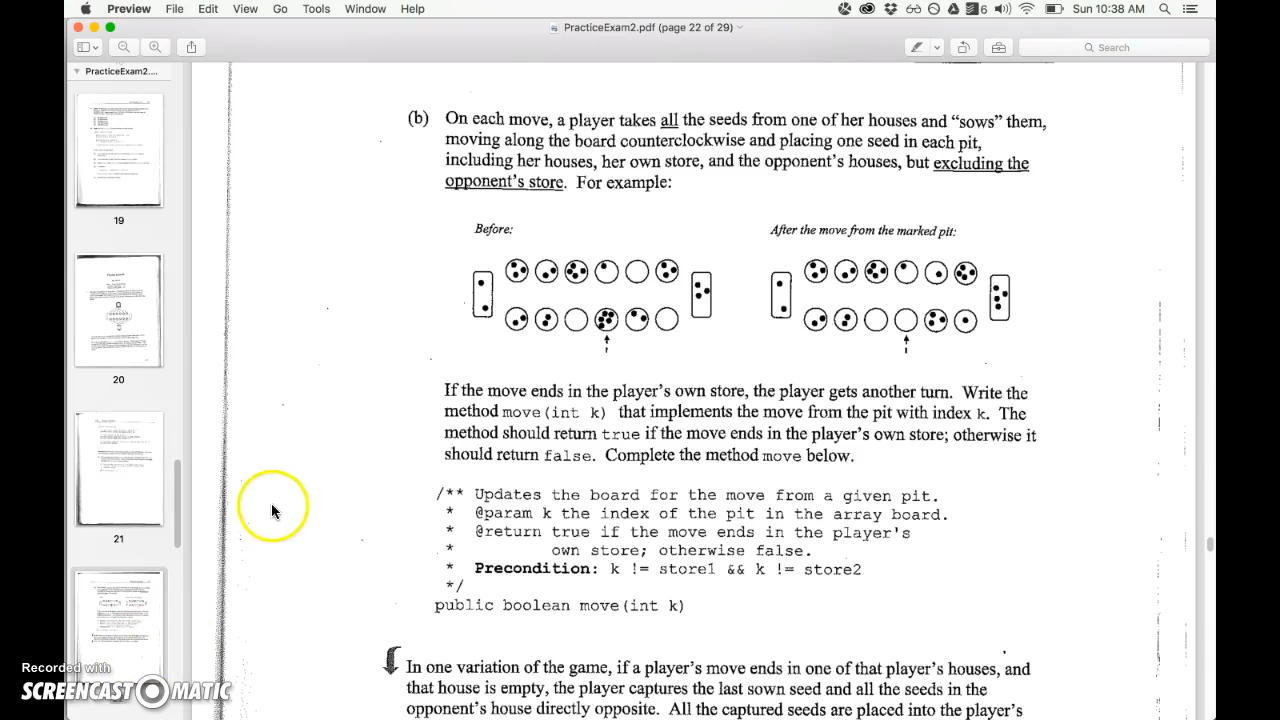 Preview File Edit View Go Tools Window Help 6 Sun 10:38 AM
PracticeExam2.pdf (page 22 of 29)
Search
PracticeExam2....
19
20
21
(b) On each move, a player takes all the seeds from one of her houses and “sows” them,
moving along the board counterclockwise and placing one seed in each pit,
including her houses, her own store, and the opponent's houses, but excluding the
opponent's store. For example:
Before: After the move from the marked pit:
If the move ends in the player's own store, the player gets another turn. Write the
method move(int k) that implements the move from the pit with index k. The
method should return true if the move ends in the player's own store; otherwise it
should return false. Complete the method move below.
/** Updates the board for the move from a given pit.
* @param k the index of the pit in the array board.
* @return true if the move ends in the player's
* own store; otherwise false.
* Precondition: k != store1 && k != store2
*/
public boolean move(int k)
In one variation of the game, if a player's move ends in one of that player's houses, and
that house is empty, the player captures the last sown seed and all the seeds in the
opponent's house directly opposite. All the captured seeds are placed into the player's
Recorded with
SCREENCAST MATIC